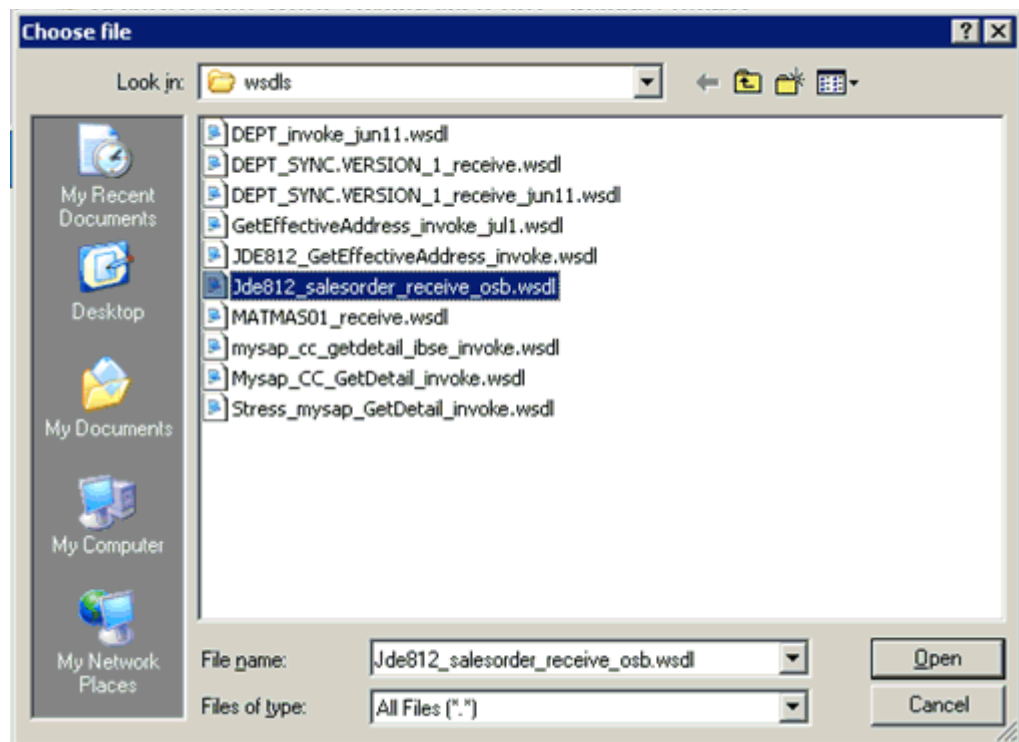 Choose file
Look in:
wsdls
My Recent
Documents
Desktop
My Documents
My Computer
My Network
Places
DEPT_invoke_jun11.wsdl
DEPT_SYNC.VERSION_1_receive.wsdl
DEPT_SYNC.VERSION_1_receive_jun11.wsdl
GetEffectiveAddress_invoke_jul1.wsdl
JDE812_GetEffectiveAddress_invoke.wsdl
Jde812_salesorder_receive_osb.wsdl
MATMAS01_receive.wsdl
mysap_cc_getdetail_ibse_invoke.wsdl
Mysap_CC_GetDetail_invoke.wsdl
Stress_mysap_GetDetail_invoke.wsdl
File name:
Jde812_salesorder_receive_osb.wsdl
Open
Files of type:
All Files (*.*)
Cancel